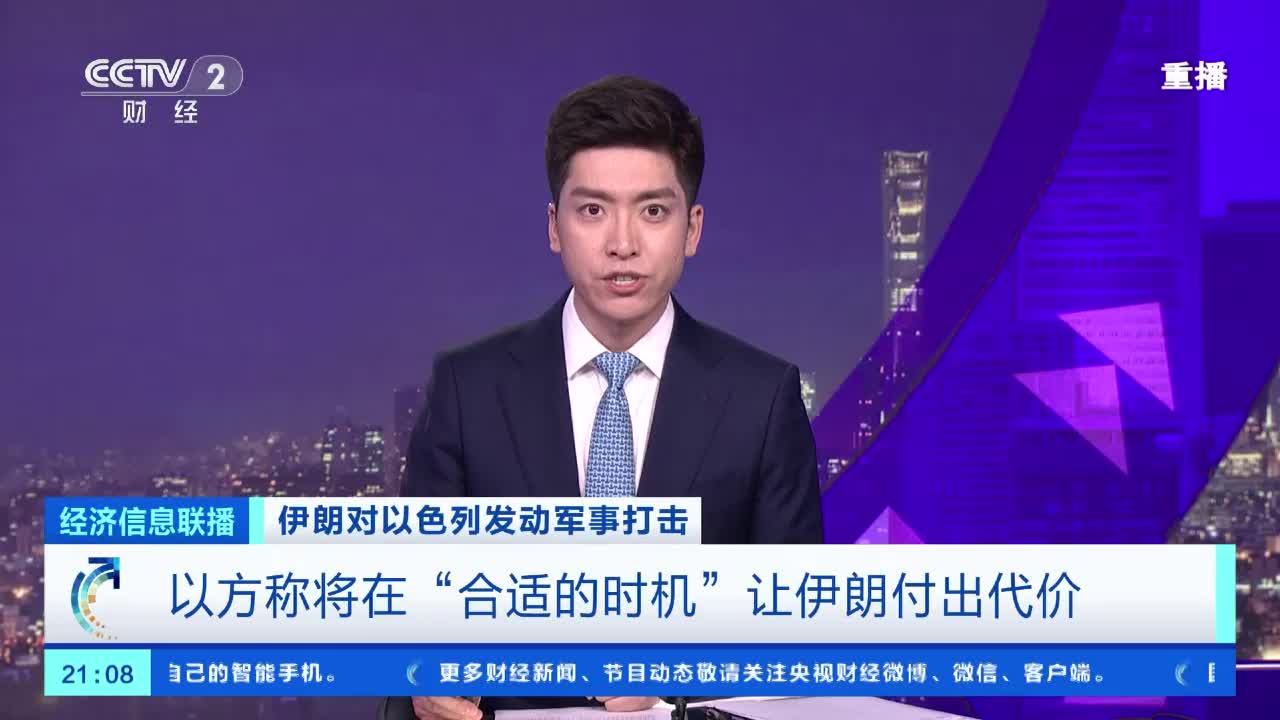 CCTV 2
财 经
重播
经济信息联播
伊朗对以色列发动军事打击
以方称将在“合适的时机”让伊朗付出代价
21:08
自己的智能手机。
更多财经新闻、节目动态敬请关注央视财经微博、微信、客户端。